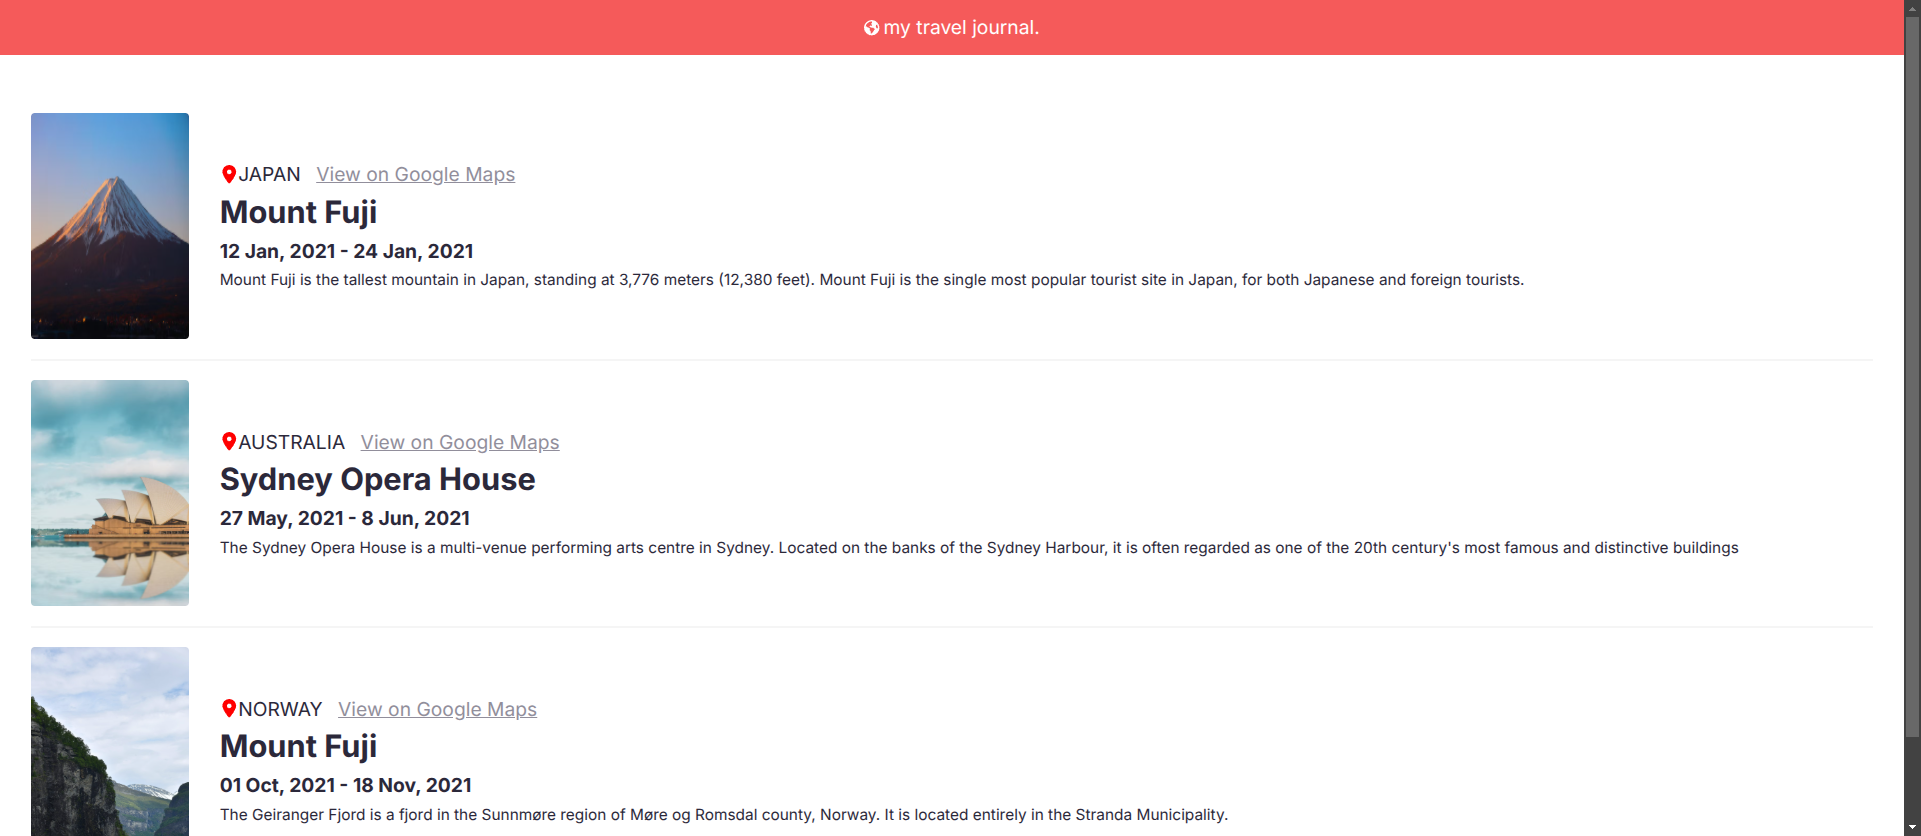 my travel journal.
JAPAN View on Google Maps
Mount Fuji
12 Jan, 2021 - 24 Jan, 2021
Mount Fuji is the tallest mountain in Japan, standing at 3,776 meters (12,380 feet). Mount Fuji is the single most popular tourist site in Japan, for both Japanese and foreign tourists.
AUSTRALIA View on Google Maps
Sydney Opera House
27 May, 2021 - 8 Jun, 2021
The Sydney Opera House is a multi-venue performing arts centre in Sydney. Located on the banks of the Sydney Harbour, it is often regarded as one of the 20th century's most famous and distinctive buildings
NORWAY View on Google Maps
Mount Fuji
01 Oct, 2021 - 18 Nov, 2021
The Geiranger Fjord is a fjord in the Sunnmøre region of Møre og Romsdal county, Norway. It is located entirely in the Stranda Municipality.